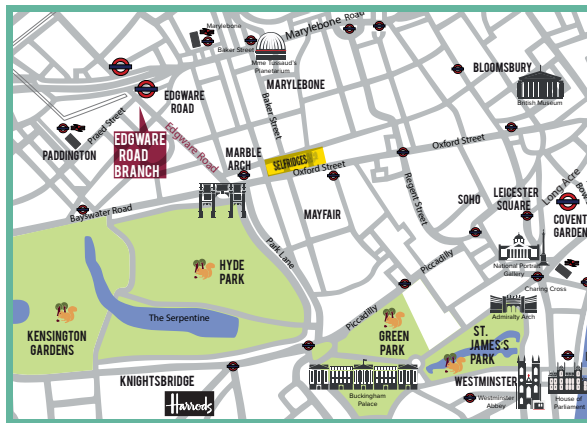 Marylebone
Marylebone Road
Baker Street
Mme Tussaud's
Planetarium
BLOOMSBURY
MARYLEBONE
EDGWARE
ROAD
British Museum
Baker Street
Praed Street
Edgware Road
EDGWARE
ROAD
BRANCH
PADDINGTON
MARBLE
ARCH
SELFRIDGES
Oxford Street
Oxford Street
Regent Street
Long Acre
Bow
LEICESTER
SQUARE
SOHO
COVENT
GARDEN
Bayswater Road
MAYFAIR
Park Lane
Piccadilly
National Portrait
Gallery
HYDE
PARK
Charing Cross
Admiralty Arch
The Serpentine
Piccadilly
KENSINGTON
GARDENS
GREEN
PARK
ST.
JAMES'S
PARK
KNIGHTSBRIDGE
WESTMINSTER
Harrods
Buckingham
Palace
Westminster
Abbey
House of
Parliament